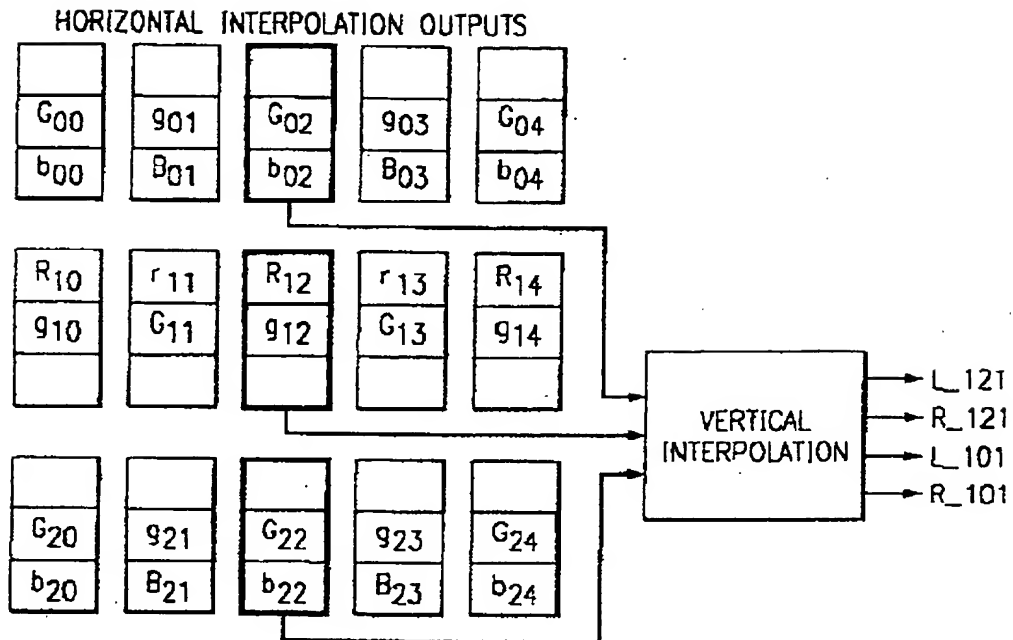 HORIZONTAL INTERPOLATION OUTPUTS
G00 g01 G02 g03 G04
b00 B01 b02 B03 b04
R10 r11 R12 r13 R14
g10 G11 g12 G13 g14
VERTICAL INTERPOLATION
L_121
R_121
L_101
R_101
G20 g21 G22 g23 G24
b20 B21 b22 B23 b24